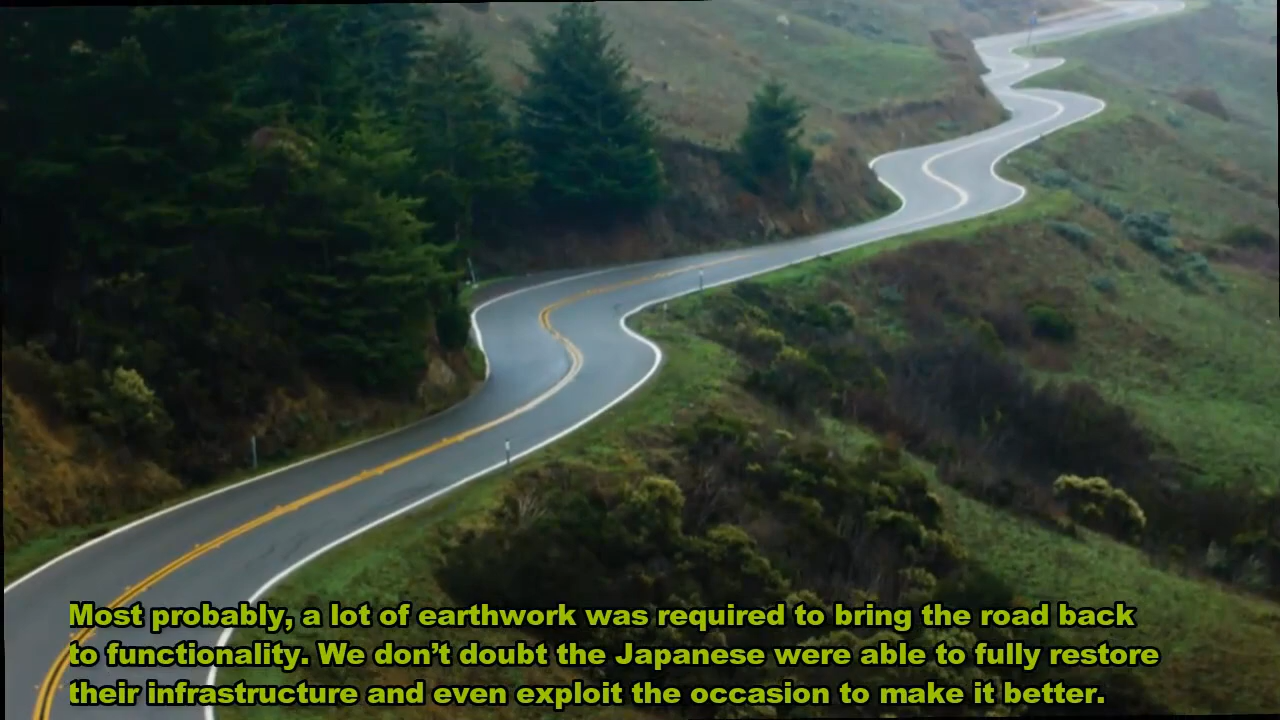 Most probably, a lot of earthwork was required to bring the road back
to functionality. We don’t doubt the Japanese were able to fully restore
their infrastructure and even exploit the occasion to make it better.